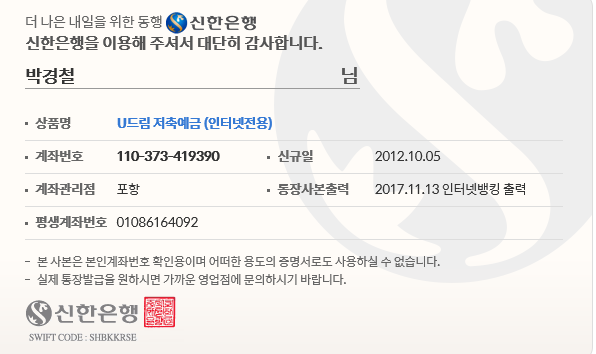 더 나은 내일을 위한 동행 신한은행
신한은행을 이용해 주셔서 대단히 감사합니다.
박경철 님
상품명 U드림 저축예금 (인터넷전용)
계좌번호 110-373-419390 신규일 2012.10.05
계좌관리점 포항 통장사본출력 2017.11.13 인터넷뱅킹 출력
평생계좌번호 01086164092
- 본 사본은 본인계좌번호 확인용이며 어떠한 용도의 증명서로도 사용하실 수 없습니다.
- 실제 통장발급을 원하시면 가까운 영업점에 문의하시기 바랍니다.
신한은행
SWIFT CODE : SHBKKRSE